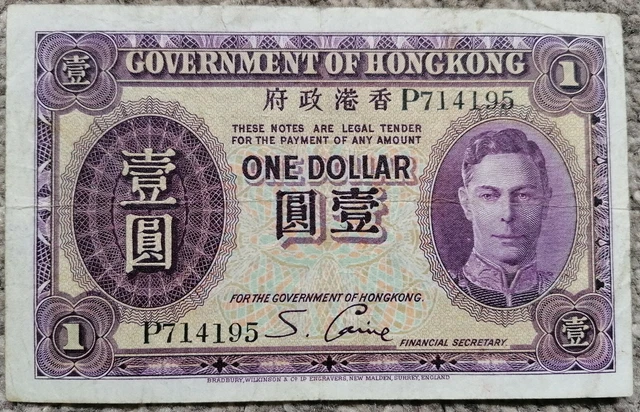 壹 GOVERNMENT OF HONGKONG 1
府政港香 P714195
THESE NOTES ARE LEGAL TENDER
FOR THE PAYMENT OF ANY AMOUNT
ONE DOLLAR
圓壹
壹
圓
FOR THE GOVERNMENT OF HONGKONG.
P714195 S. Caine
FINANCIAL SECRETARY.
1 壹
BRADBURY, WILKINSON & Co Ld ENGRAVERS, NEW MALDEN, SURREY, ENGLAND